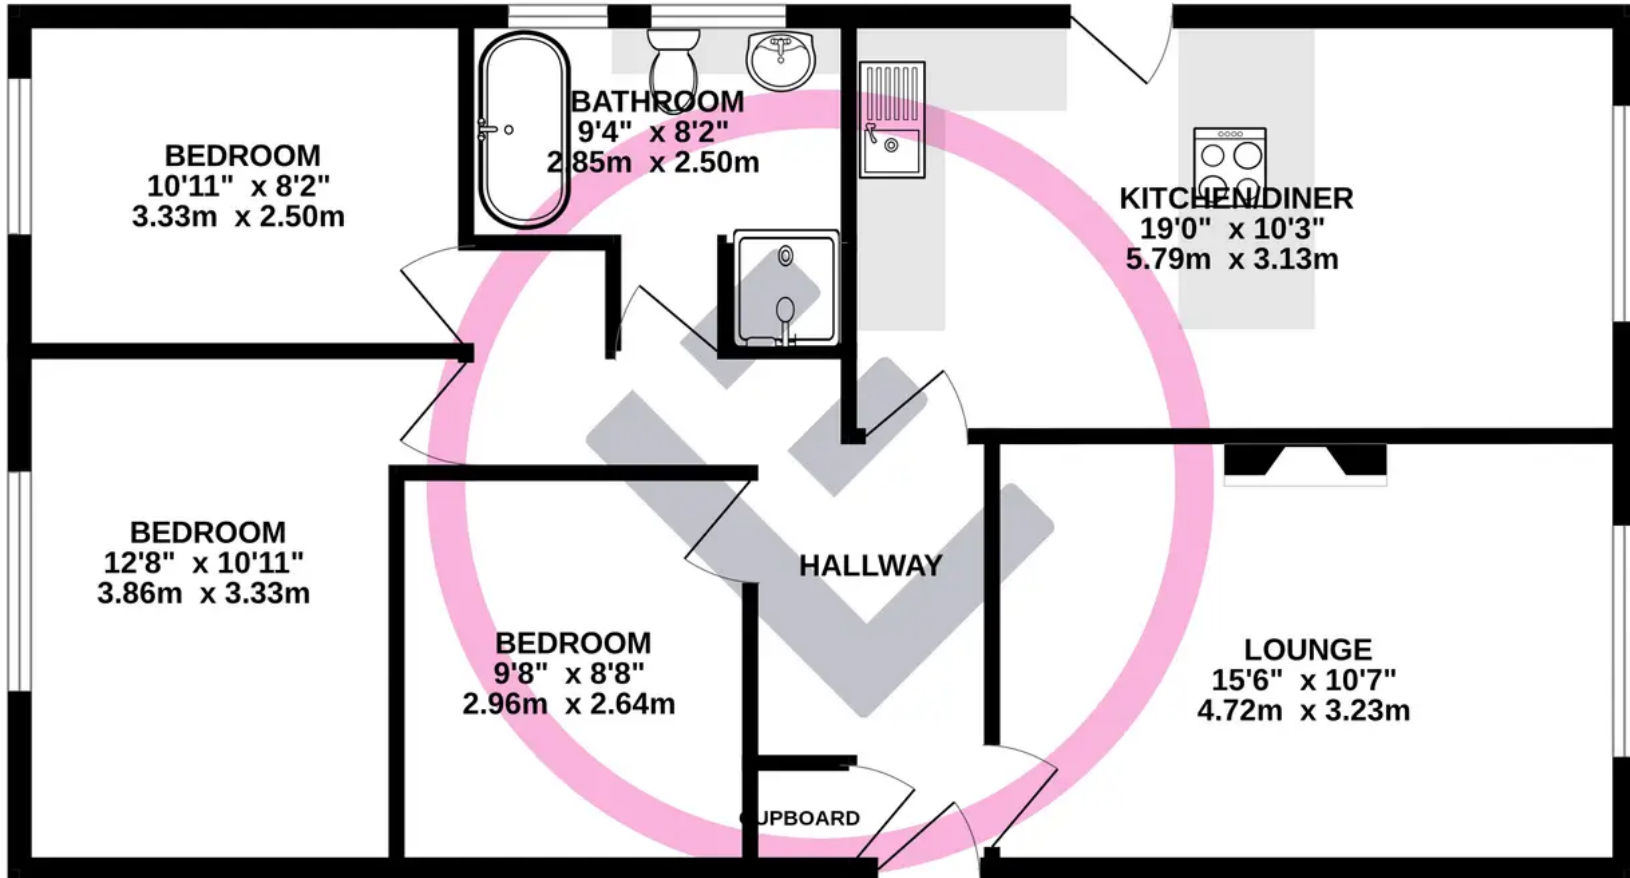 BATHROOM
9'4" x 8'2"
2.85m x 2.50m
BEDROOM
10'11" x 8'2"
3.33m x 2.50m
KITCHEN/DINER
19'0" x 10'3"
5.79m x 3.13m
BEDROOM
12'8" x 10'11"
3.86m x 3.33m
HALLWAY
BEDROOM
9'8" x 8'8"
2.96m x 2.64m
LOUNGE
15'6" x 10'7"
4.72m x 3.23m
CUPBOARD